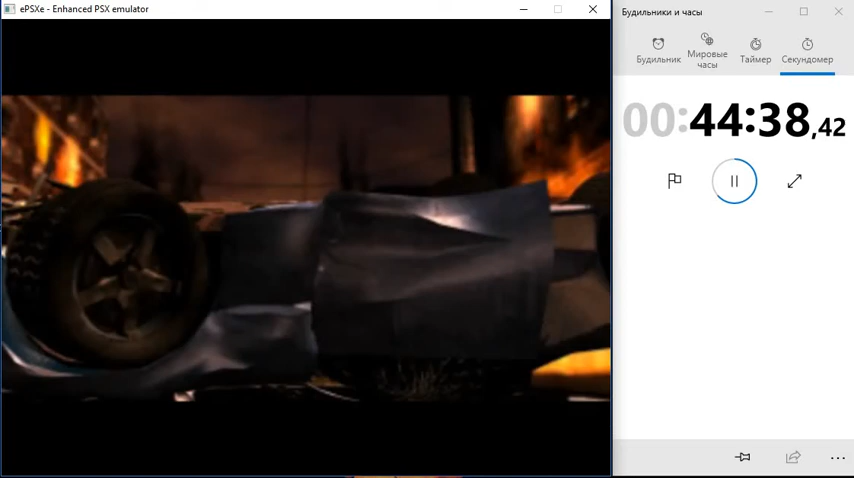 ePSXe - Enhanced PSX emulator
Будильники и часы
Будильник
Мировые
часы
Таймер
Секундомер
00:44:38,42